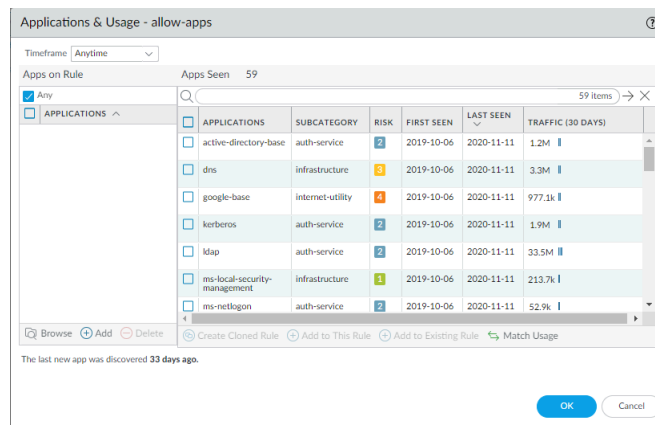 Applications & Usage - allow-apps
Timeframe Anytime
Apps on Rule Apps Seen 59
Any
59 items
APPLICATIONS
APPLICATIONS SUBCATEGORY RISK FIRST SEEN LAST SEEN TRAFFIC (30 DAYS)
active-directory-base auth-service 2 2019-10-06 2020-11-11 1.2M
dns infrastructure 3 2019-10-06 2020-11-11 3.3M
google-base internet-utility 4 2019-10-06 2020-11-11 977.1k
kerberos auth-service 2 2019-10-06 2020-11-11 1.9M
ldap auth-service 2 2019-10-06 2020-11-11 33.5M
ms-local-security-management infrastructure 1 2019-10-06 2020-11-11 213.7k
ms-netlogon auth-service 2 2019-10-06 2020-11-11 52.9k
Browse Add Delete Create Cloned Rule Add to This Rule Add to Existing Rule Match Usage
The last new app was discovered 33 days ago.
OK Cancel